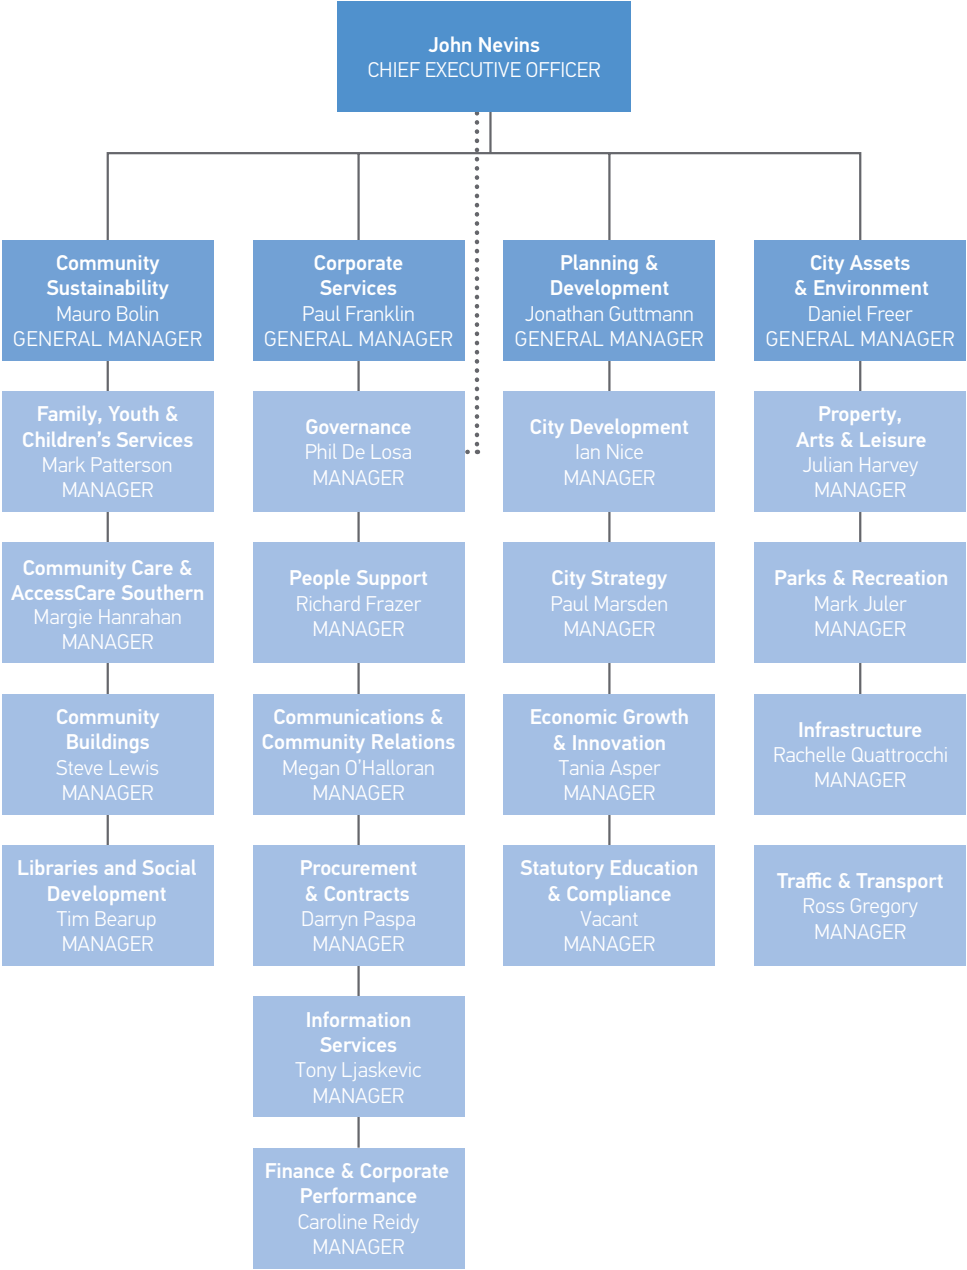 John Nevins
CHIEF EXECUTIVE OFFICER
Community
Sustainability
Mauro Bolin
GENERAL MANAGER
Corporate
Services
Paul Franklin
GENERAL MANAGER
Planning &
Development
Jonathan Guttmann
GENERAL MANAGER
City Assets
& Environment
Daniel Freer
GENERAL MANAGER
Family, Youth &
Children's Services
Mark Patterson
MANAGER
Governance
Phil De Losa
MANAGER
City Development
Ian Nice
MANAGER
Property,
Arts & Leisure
Julian Harvey
MANAGER
Community Care &
AccessCare Southern
Margie Hanrahan
MANAGER
People Support
Richard Frazer
MANAGER
City Strategy
Paul Marsden
MANAGER
Parks & Recreation
Mark Juler
MANAGER
Community
Buildings
Steve Lewis
MANAGER
Communications &
Community Relations
Megan O'Halloran
MANAGER
Economic Growth
& Innovation
Tania Asper
MANAGER
Infrastructure
Rachelle Quattrocchi
MANAGER
Libraries and Social
Development
Tim Bearup
MANAGER
Procurement
& Contracts
Darryn Paspa
MANAGER
Statutory Education
& Compliance
Vacant
MANAGER
Traffic & Transport
Ross Gregory
MANAGER
Information
Services
Tony Ljaskevic
MANAGER
Finance & Corporate
Performance
Caroline Reidy
MANAGER